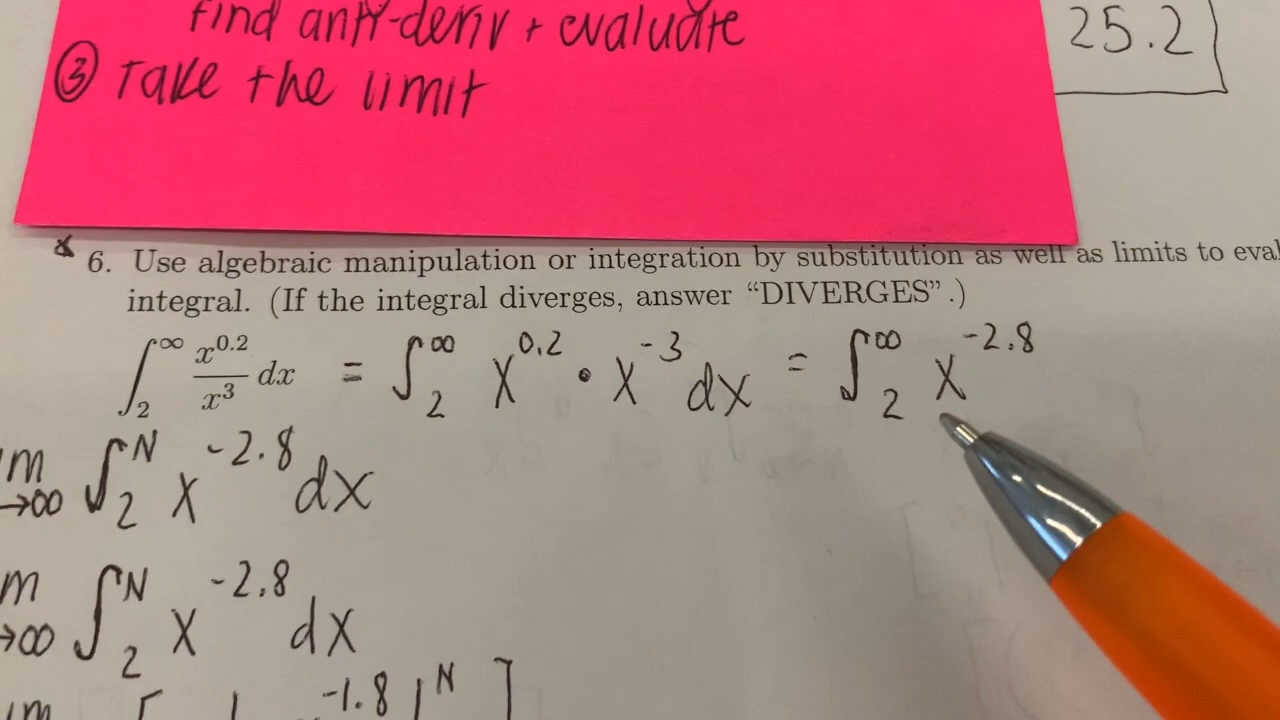 find anti-deriv + evaluate
③ Take the limit
25.2
6. Use algebraic manipulation or integration by substitution as well as limits to eval
integral. (If the integral diverges, answer “DIVERGES”.)
∫₂^∞ x^0.2/x^3 dx = ∫₂^∞ x^0.2 • x^-3 dx = ∫₂^∞ x^-2.8
m →∞ ∫₂^N x^-2.8 dx
m →∞ ∫₂^N x^-2.8 dx
-1.8 |^N ]